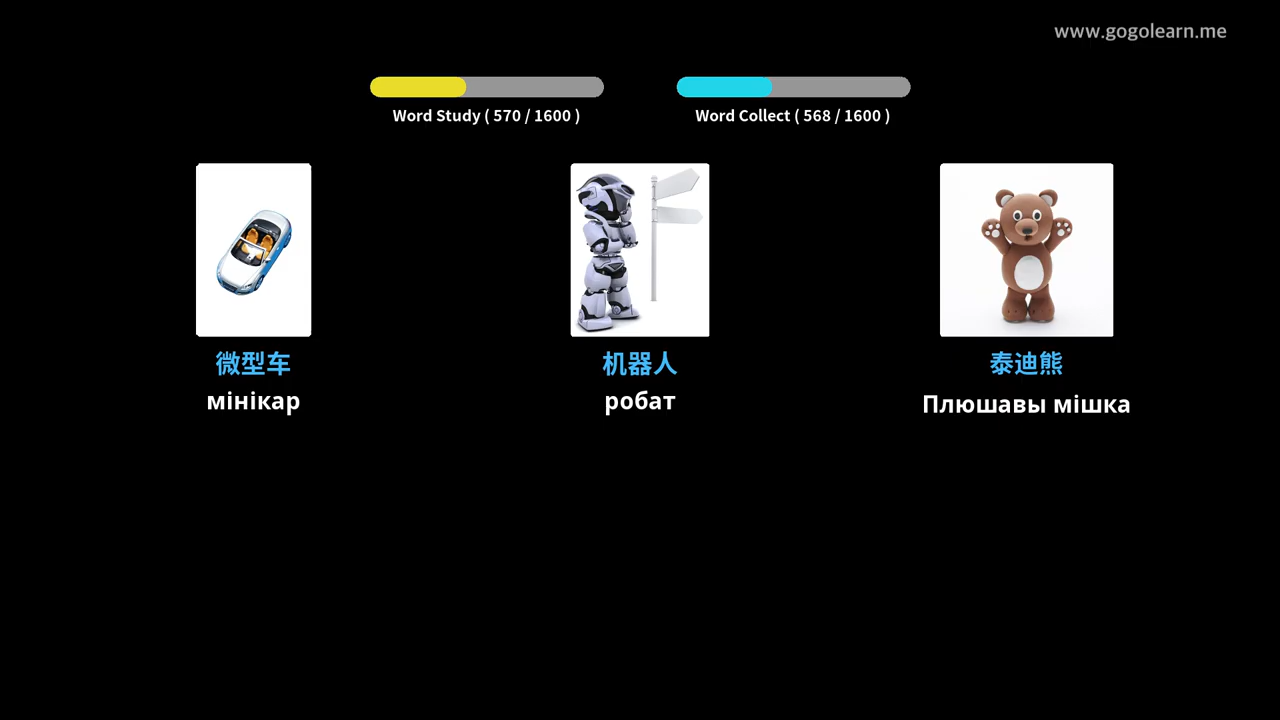 www.gogolearn.me
Word Study ( 570 / 1600 )
Word Collect ( 568 / 1600 )
微型车
мінікар
机器人
робат
泰迪熊
Плюшавы мішка